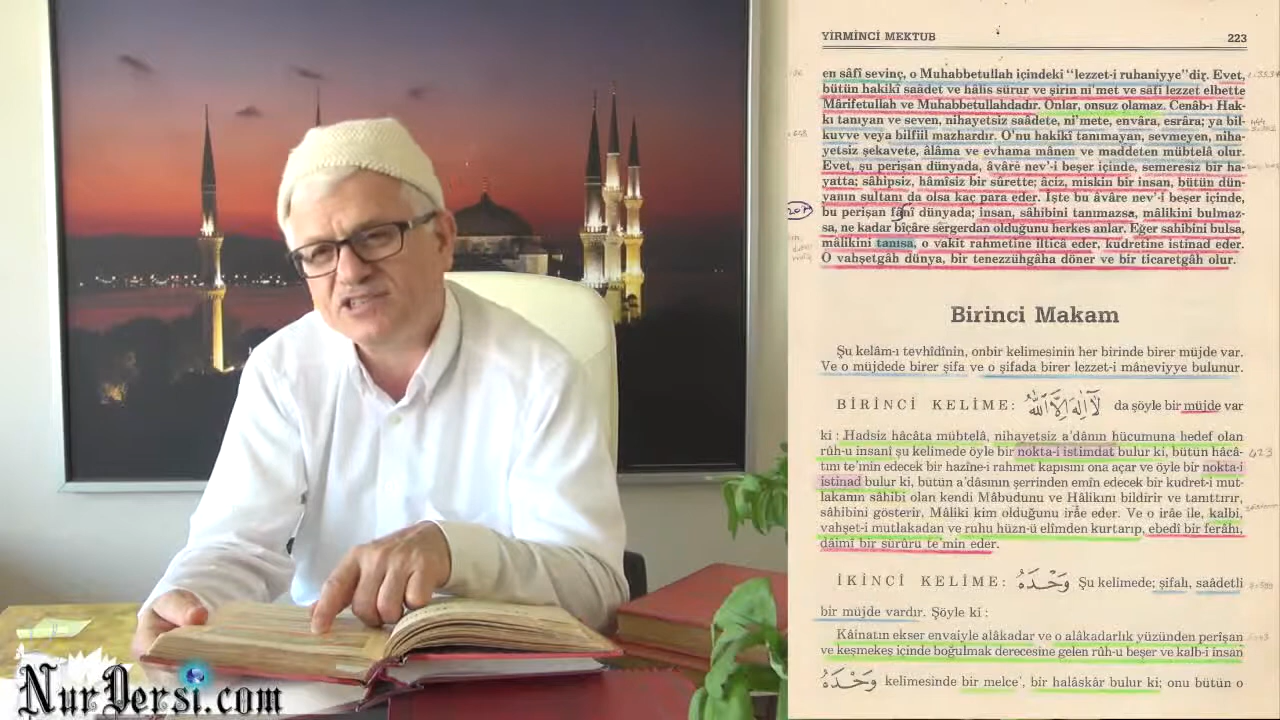 YİRMİNCİ MEKTUB 223
en sâfî sevinç, o Muhabbetullah içindeki "lezzet-i ruhaniyye"dir. Evet,
bütün hakikî saâdet ve hâlis sürur ve şirin ni'met ve sâfî lezzet elbette
Mârifetullah ve Muhabbetullahdadır. Onlar, onsuz olamaz. Cenâb-ı Hak-
kı tanıyan ve seven, nihayetsiz saâdete, ni'mete, envâra, esrâra; ya bil-
kuvve veya bilfiil mazhardır. O'nu hakikî tanımayan, sevmeyen, niha-
yetsiz şekavete, âlâma ve evhama mânen ve maddeten mübtelâ olur.
Evet, şu perişan dünyada, âvâre nev'-i beşer içinde, semeresiz bir ha-
yatta; sâhipsiz, hâmîsiz bir sûrette; âciz, miskin bir insan, bütün dün-
yanın sultanı da olsa kaç para eder. İşte bu âvâre nev'-i beşer içinde,
bu perişan fânî dünyada; insan, sâhibini tanımazsa, mâlikini bulmaz-
sa, ne kadar bîçâre sergerdan olduğunu herkes anlar. Eğer sahibini bulsa,
mâlikini tanısa, o vakit rahmetine ilticâ eder, kudretine istinad eder.
O vahşetgâh dünya, bir tenezzühgâha döner ve bir ticaretgâh olur.
Birinci Makam
Şu kelâm-ı tevhîdînin, onbir kelimesinin her birinde birer müjde var.
Ve o müjdede birer şifa ve o şifada birer lezzet-i mâneviyye bulunur.
BİRİNCİ KELİME: لَآ اِلٰهَ اِلَّا اللّٰهُ da şöyle bir müjde var
ki : Hadsiz hâcâta mübtelâ, nihayetsiz a'dânın hücumuna hedef olan
rûh-u insanî şu kelimede öyle bir nokta-i istimdat bulur ki, bütün hâcâ-
tını te'min edecek bir hazîne-i rahmet kapısını ona açar ve öyle bir nokta-i
istinad bulur ki, bütün a'dâsının şerrinden emîn edecek bir kudret-i mut-
lakanın sâhibi olan kendi Mâbudunu ve Hâlikını bildirir ve tanıttırır,
sâhibini gösterir, Mâliki kim olduğunu irâe eder. Ve o irâe ile, kalbi,
vahşet-i mutlakadan ve ruhu hüzn-ü elîmden kurtarıp, ebedî bir ferâhı,
dâimî bir sürûru te'min eder.
İKİNCİ KELİME: وَحْدَهُ Şu kelimede; şifalı, saâdetli
bir müjde vardır. Şöyle ki :
Kâinatın ekser envaiyle alâkadar ve o alâkadarlık yüzünden perişan
ve keşmekeş içinde boğulmak derecesine gelen rûh-u beşer ve kalb-i insan
وَحْدَهُ kelimesinde bir melce', bir halâskâr bulur ki; onu bütün o
NurDersi.com